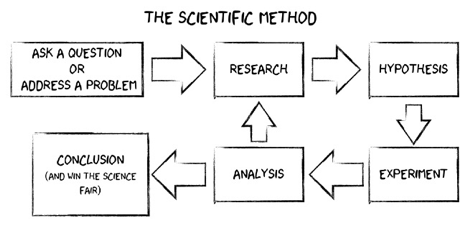 THE SCIENTIFIC METHOD
ASK A QUESTION
OR
ADDRESS A PROBLEM
RESEARCH
HYPOTHESIS
CONCLUSION
(AND WIN THE SCIENCE
FAIR)
ANALYSIS
EXPERIMENT